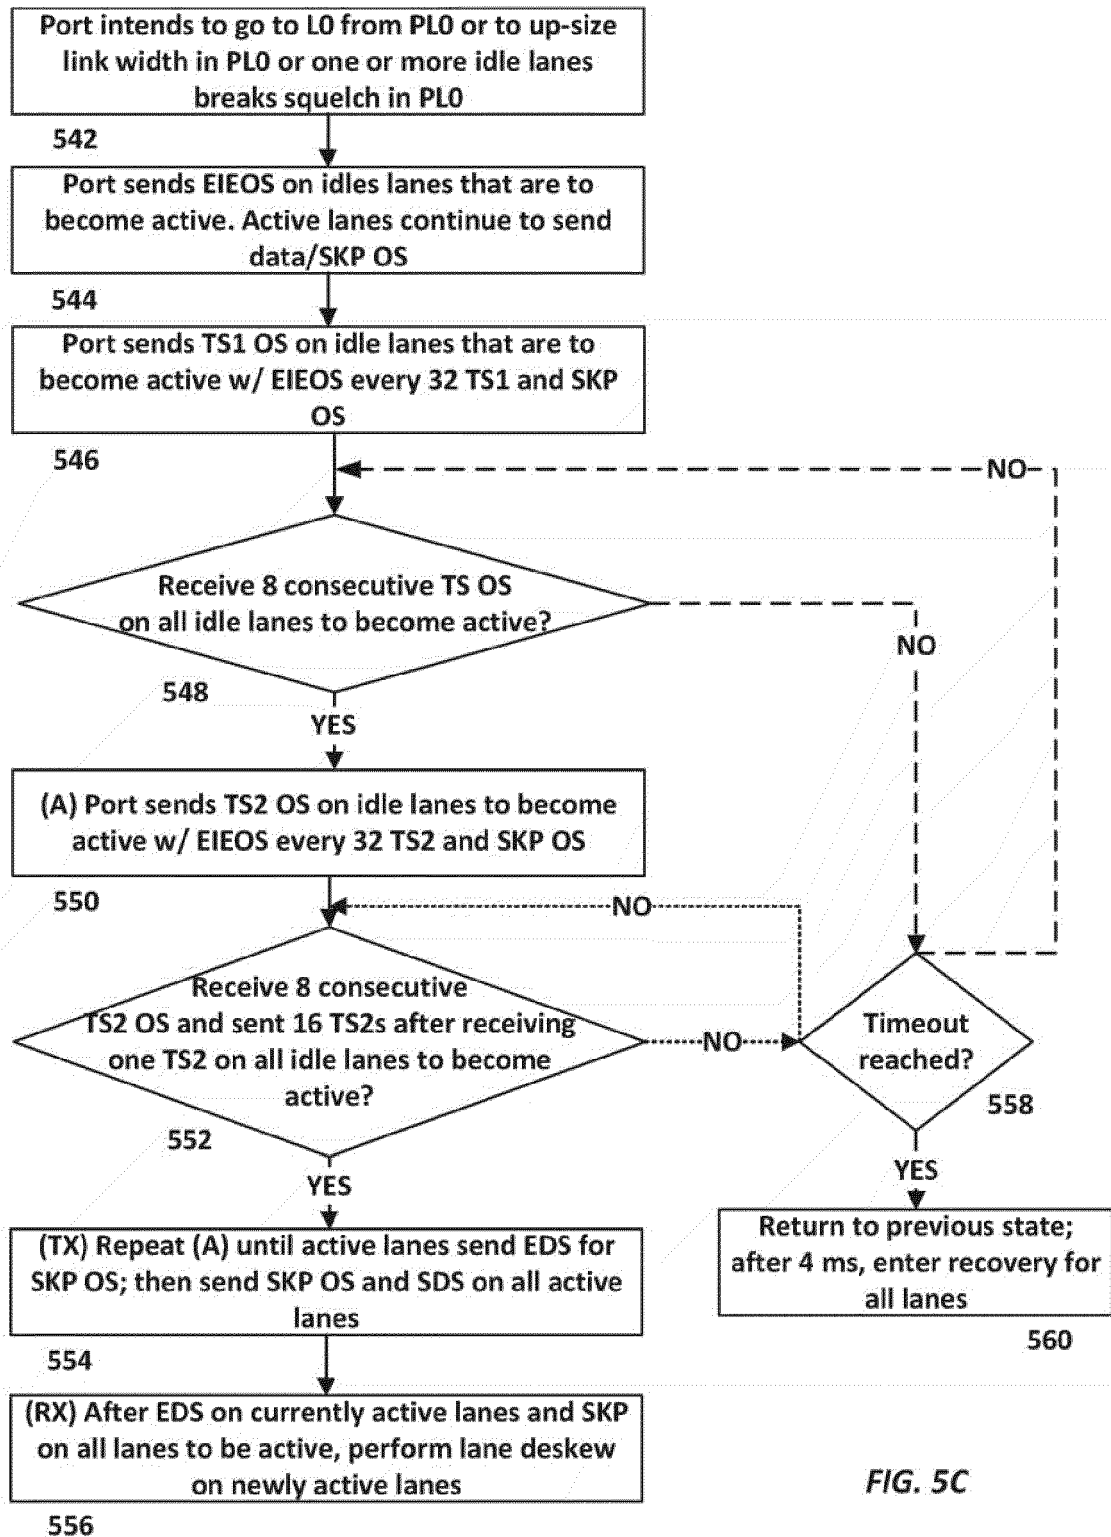 Port intends to go to L0 from PL0 or to up-size
link width in PL0 or one or more idle lanes
breaks squelch in PL0
542
Port sends EIEOS on idles lanes that are to
become active. Active lanes continue to send
data/SKP OS
544
Port sends TS1 OS on idle lanes that are to
become active w/ EIEOS every 32 TS1 and SKP
OS
546
NO
Receive 8 consecutive TS OS
on all idle lanes to become active?
NO
548
YES
(A) Port sends TS2 OS on idle lanes to become
active w/ EIEOS every 32 TS2 and SKP OS
550
NO
Receive 8 consecutive
TS2 OS and sent 16 TS2s after receiving
one TS2 on all idle lanes to become
active?
NO
Timeout
reached?
558
552
YES
YES
(TX) Repeat (A) until active lanes send EDS for
SKP OS; then send SKP OS and SDS on all active
lanes
Return to previous state;
after 4 ms, enter recovery for
all lanes
560
554
(RX) After EDS on currently active lanes and SKP
on all lanes to be active, perform lane deskew
on newly active lanes
556
FIG. 5C